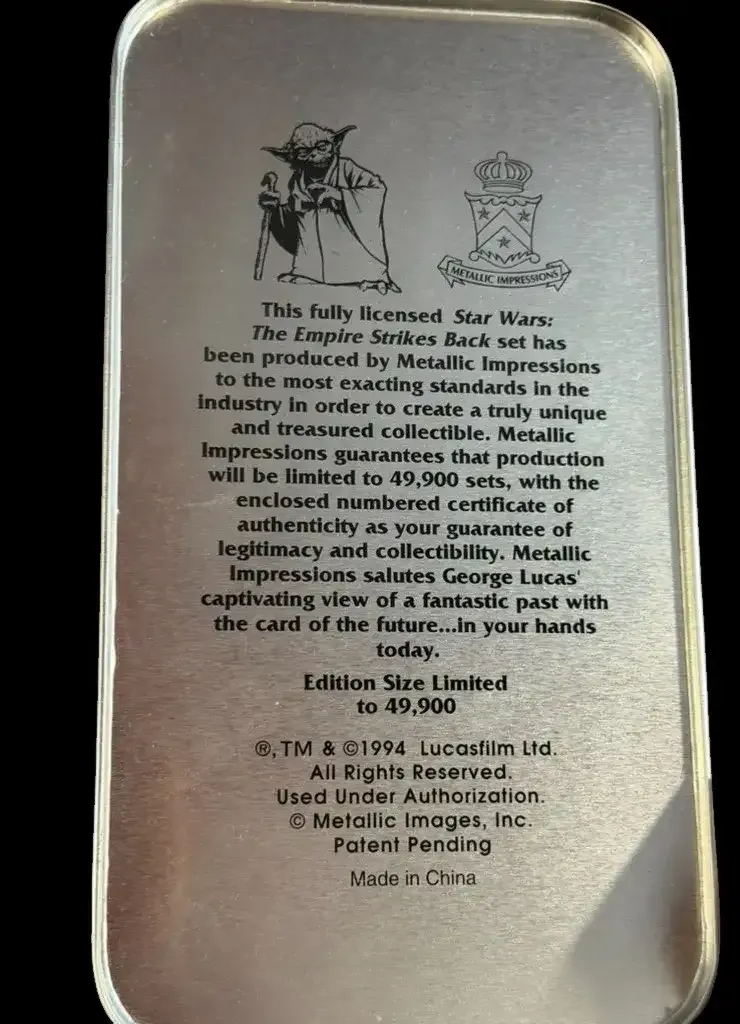 METALLIC IMPRESSIONS
This fully licensed Star Wars:
The Empire Strikes Back set has
been produced by Metallic Impressions
to the most exacting standards in the
industry in order to create a truly unique
and treasured collectible. Metallic
Impressions guarantees that production
will be limited to 49,900 sets, with the
enclosed numbered certificate of
authenticity as your guarantee of
legitimacy and collectibility. Metallic
Impressions salutes George Lucas'
captivating view of a fantastic past with
the card of the future...in your hands
today.
Edition Size Limited
to 49,900
®, TM & ©1994 Lucasfilm Ltd.
All Rights Reserved.
Used Under Authorization.
© Metallic Images, Inc.
Patent Pending
Made in China